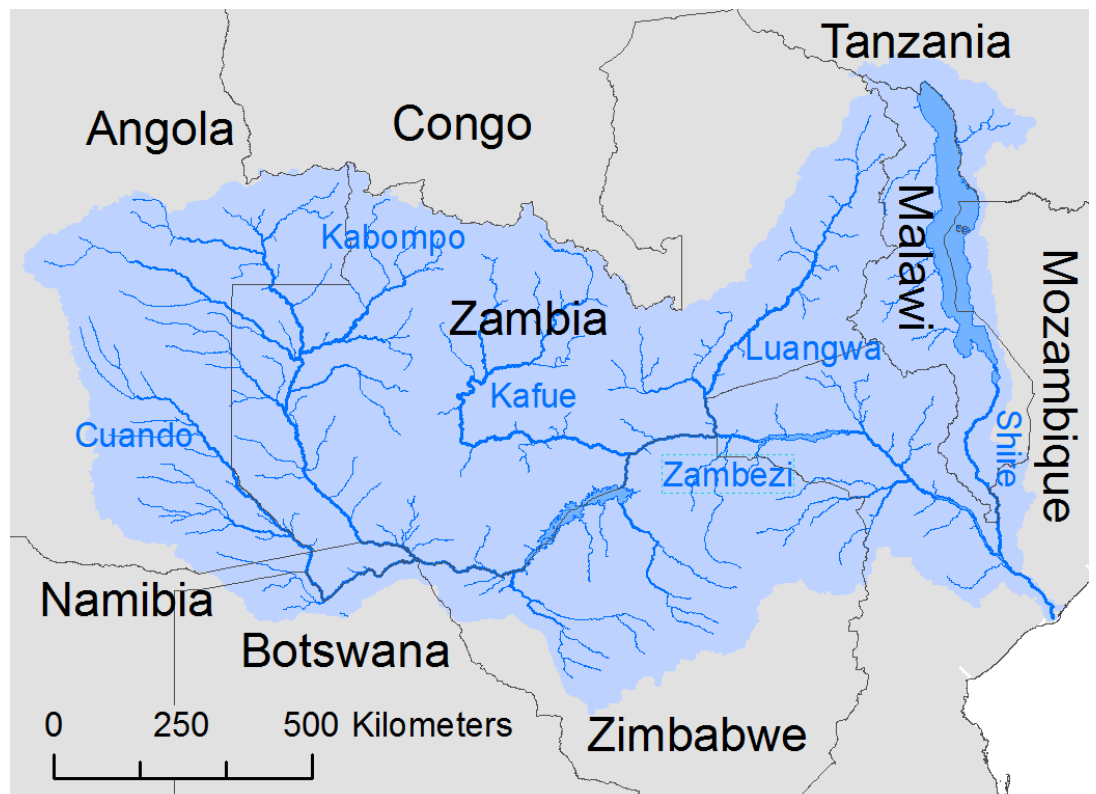 Tanzania
Angola
Congo
Malawi
Kabompo
Mozambique
Zambia
Luangwa
Kafue
Cuando
Shire
Zambezi
Namibia
Botswana
0 250 500 Kilometers
Zimbabwe